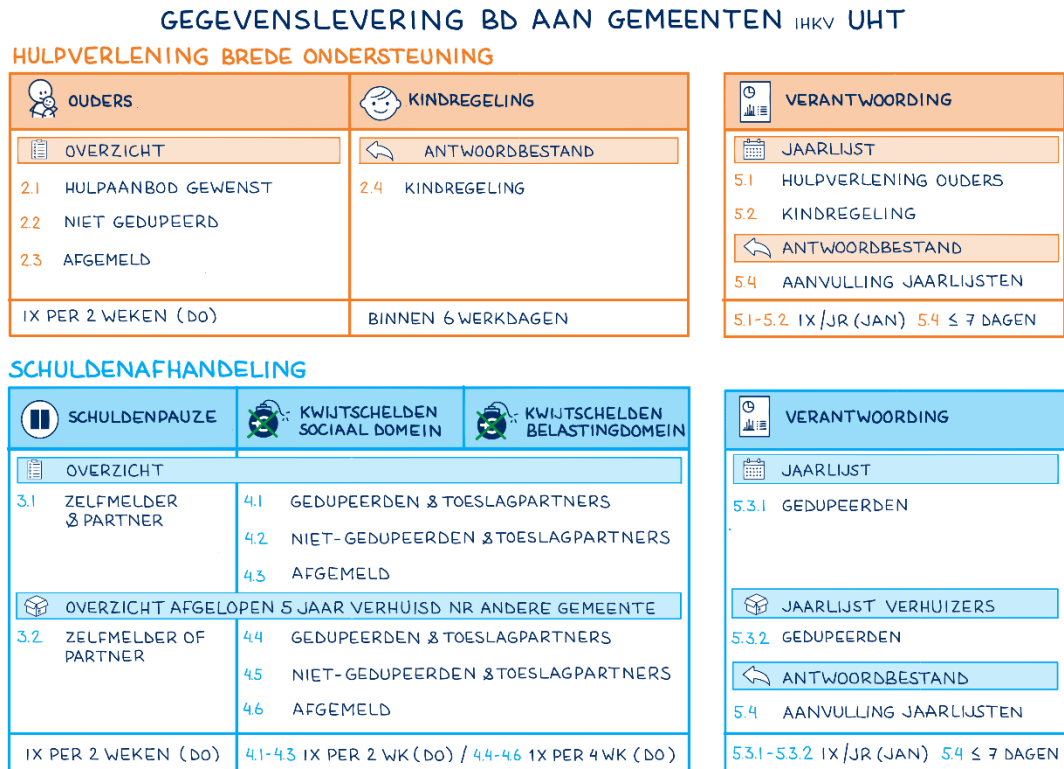 GEGEVENSLEVERING BD AAN GEMEENTEN IHKV UHT
HULPVERLENING BREDE ONDERSTEUNING
OUDERS
OVERZICHT
2.1 HULPAANBOD GEWENST
2.2 NIET GEDUPEERD
2.3 AFGEMELD
1X PER 2 WEKEN (DO)
KINDREGELING
ANTWOORDBESTAND
2.4 KINDREGELING
BINNEN 6 WERKDAGEN
VERANTWOORDING
JAARLIJST
5.1 HULPVERLENING OUDERS
5.2 KINDREGELING
ANTWOORDBESTAND
5.4 AANVULLING JAARLIJSTEN
5.1-5.2 1X/JR (JAN) 5.4 ≤ 7 DAGEN
SCHULDENAFHANDELING
SCHULDENPAUZE
KWIJTSCHELDEN
SOCIAAL DOMEIN
KWIJTSCHELDEN
BELASTINGDOMEIN
OVERZICHT
3.1 ZELFMELDER
& PARTNER
4.1 GEDUPEERDEN & TOESLAGPARTNERS
4.2 NIET-GEDUPEERDEN & TOESLAGPARTNERS
4.3 AFGEMELD
OVERZICHT AFGELOPEN 5 JAAR VERHUISD NR ANDERE GEMEENTE
3.2 ZELFMELDER OF
PARTNER
4.4 GEDUPEERDEN & TOESLAGPARTNERS
4.5 NIET-GEDUPEERDEN & TOESLAGPARTNERS
4.6 AFGEMELD
1X PER 2 WEKEN (DO)
4.1-4.3 1X PER 2 WK (DO) / 4.4-4.6 1X PER 4 WK (DO)
VERANTWOORDING
JAARLIJST
5.3.1 GEDUPEERDEN
JAARLIJST VERHUIZERS
5.3.2 GEDUPEERDEN
ANTWOORDBESTAND
5.4 AANVULLING JAARLIJSTEN
5.3.1-5.3.2 1X/JR (JAN) 5.4 ≤ 7 DAGEN